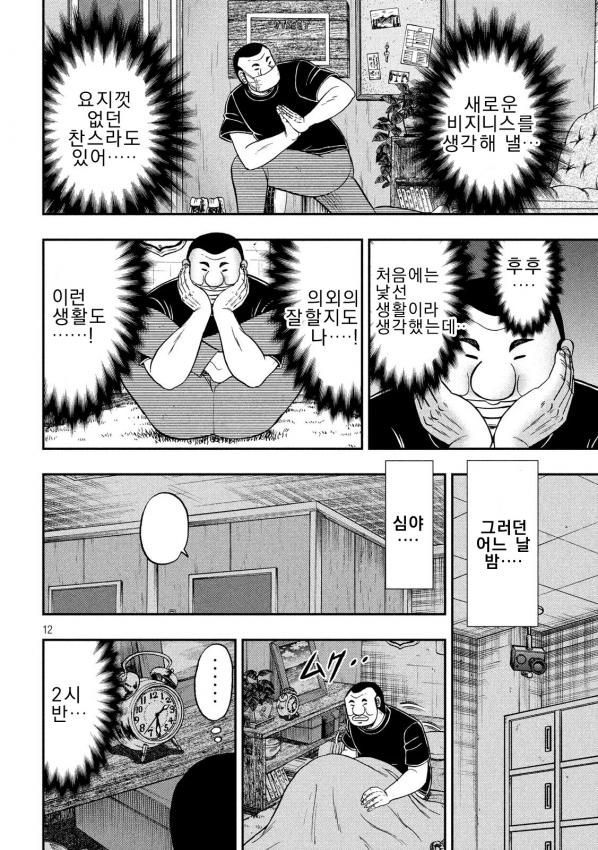 새로운
비지니스를
생각해 낼…
요지껏
없던
찬스라도
있어……
후후
….
처음에는
낯선
생활이라
생각했는데..
의외의
잘할지도
나….!
이런
생활도
……!
그러던
어느 날
밤….
심야
….
ムク‥
……
2시
반…
12